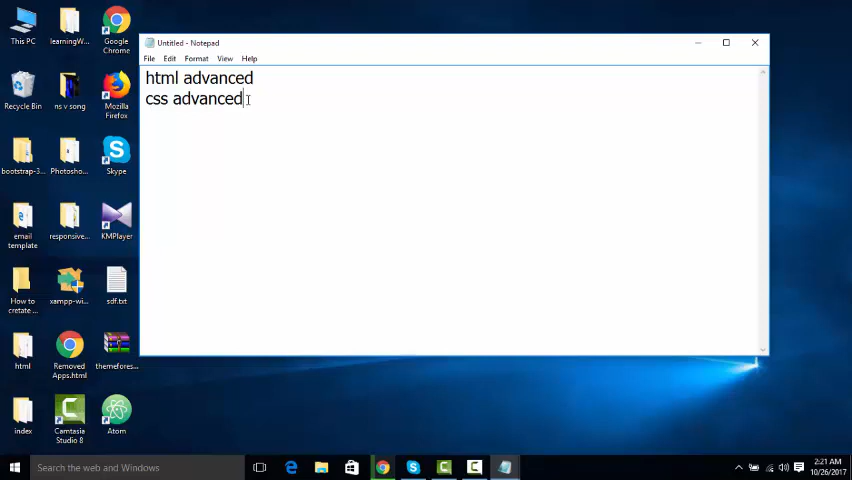 Untitled - Notepad
File Edit Format View Help
html advanced
css advanced
This PC
learningW...
Google Chrome
Recycle Bin
ns v song
Mozilla Firefox
bootstrap-3...
Photosho...
Skype
email template
responsive...
KMPlayer
How to cretate ...
xampp-wi...
sdf.txt
html
Removed Apps.html
themefores...
index
Camtasia Studio 8
Atom
Search the web and Windows
2:21 AM
10/26/2017